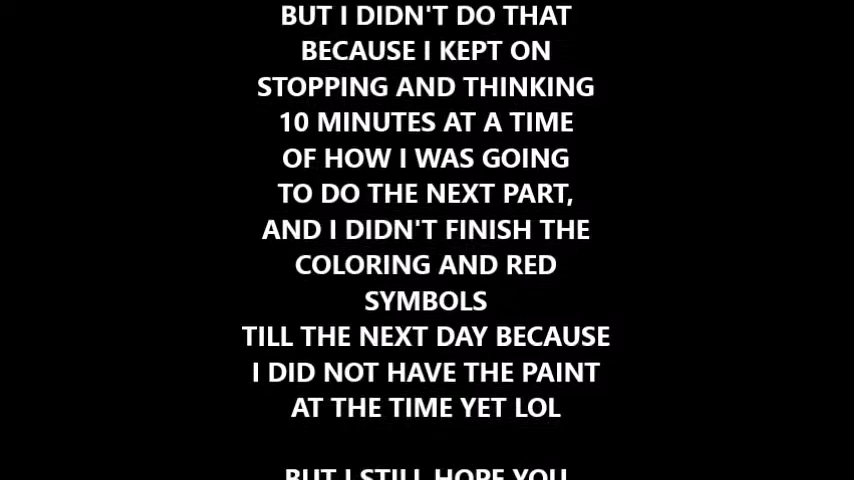 BUT I DIDN'T DO THAT
BECAUSE I KEPT ON
STOPPING AND THINKING
10 MINUTES AT A TIME
OF HOW I WAS GOING
TO DO THE NEXT PART,
AND I DIDN'T FINISH THE
COLORING AND RED
SYMBOLS
TILL THE NEXT DAY BECAUSE
I DID NOT HAVE THE PAINT
AT THE TIME YET LOL
BUT I STILL HOPE YOU